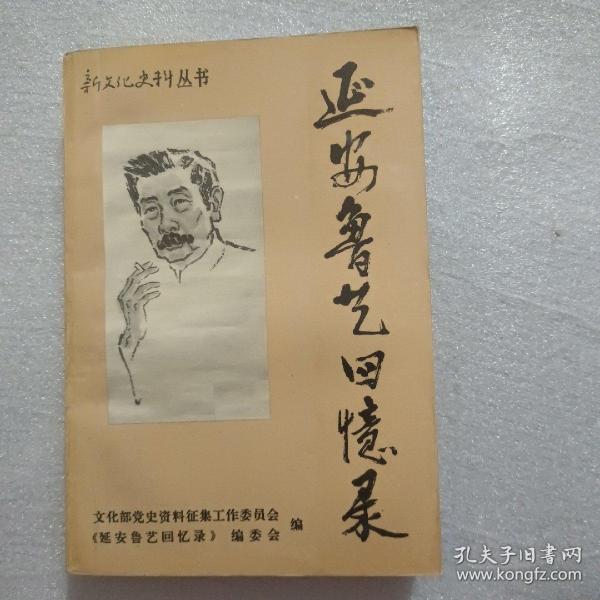 新文化史料丛书
延安鲁艺回憶录
文化部党史资料征集工作委员会
《延安鲁艺回忆录》 编委会
编
孔夫子旧书网
www.kongfz.com